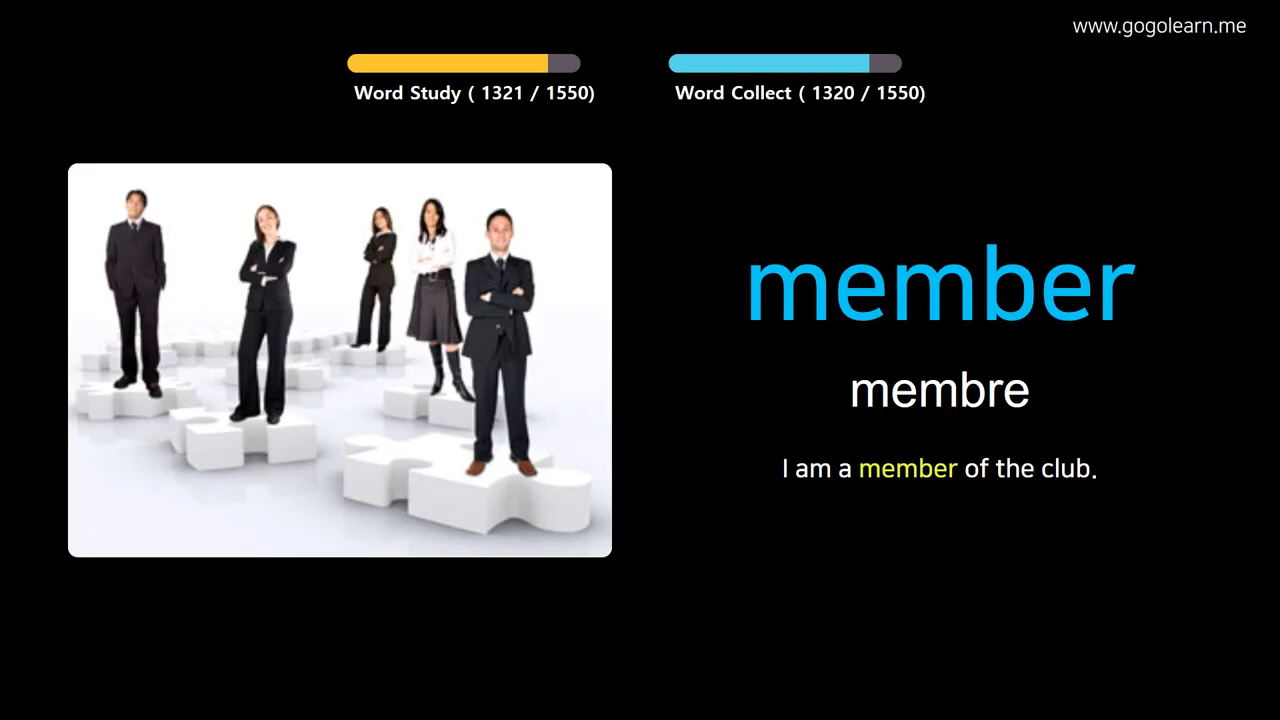 www.gogolearn.me
Word Study ( 1321 / 1550)
Word Collect ( 1320 / 1550)
member
membre
I am a member of the club.